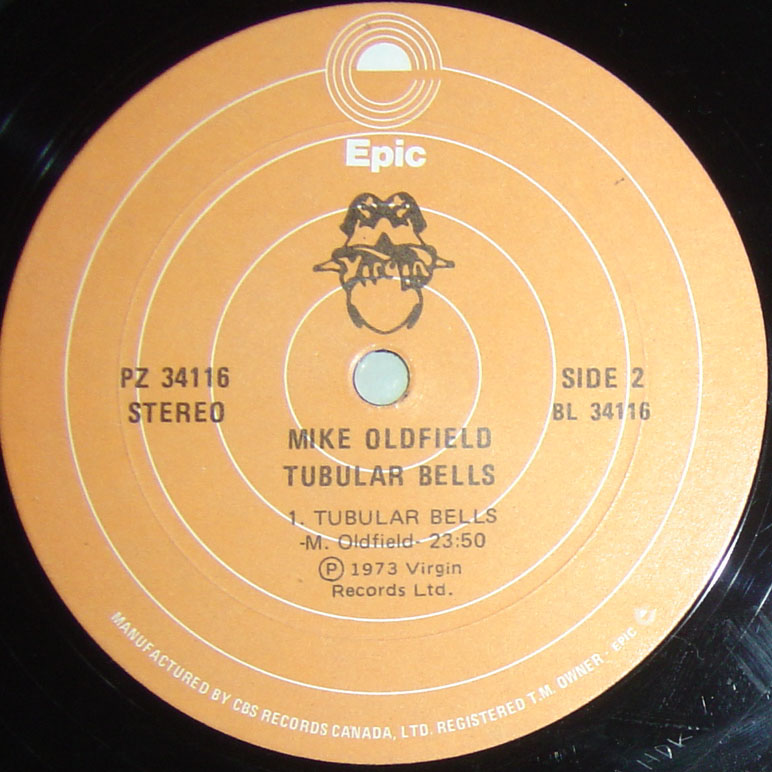 Epic
Virgin
PZ 34116
STEREO
SIDE 2
BL 34116
MIKE OLDFIELD
TUBULAR BELLS
1. TUBULAR BELLS
-M. Oldfield- 23:50
Ⓟ 1973 Virgin
Records Ltd.
MANUFACTURED BY CBS RECORDS CANADA, LTD. REGISTERED T.M. OWNER - EPIC